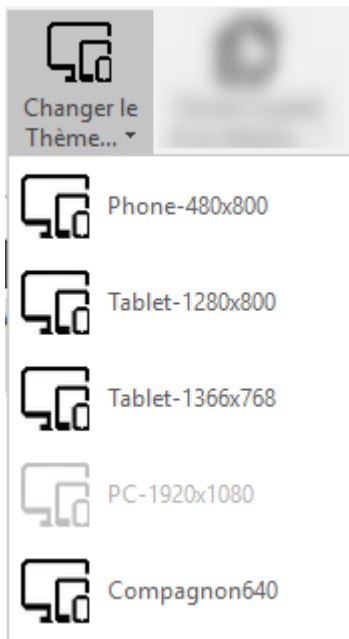 Changer le
Thème...
Phone-480x800
Tablet-1280x800
Tablet-1366x768
PC-1920x1080
Compagnon640